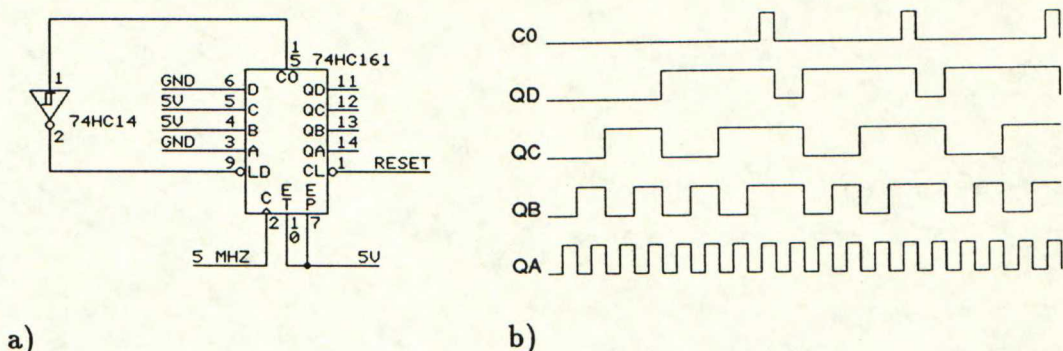 1
5 74HC161
CO
1
74HC14
2
GND 6 D QD 11
5V 5 C QC 12
5V 4 B QB 13
GND 3 A QA 14
9 LD CL 1 RESET
E E
C T P
2 1 7
0
5 MHZ 5V
a)
CO
QD
QC
QB
QA
b)